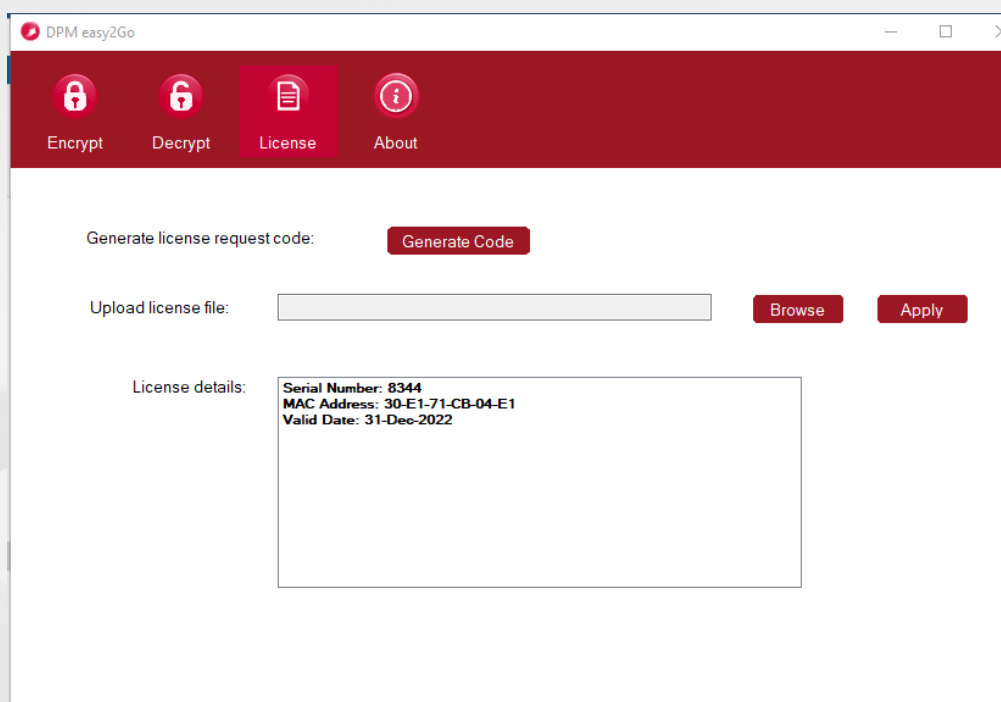 DPM easy2Go
Encrypt Decrypt License About
Generate license request code: Generate Code
Upload license file: Browse Apply
License details:
Serial Number: 8344
MAC Address: 30-E1-71-CB-04-E1
Valid Date: 31-Dec-2022